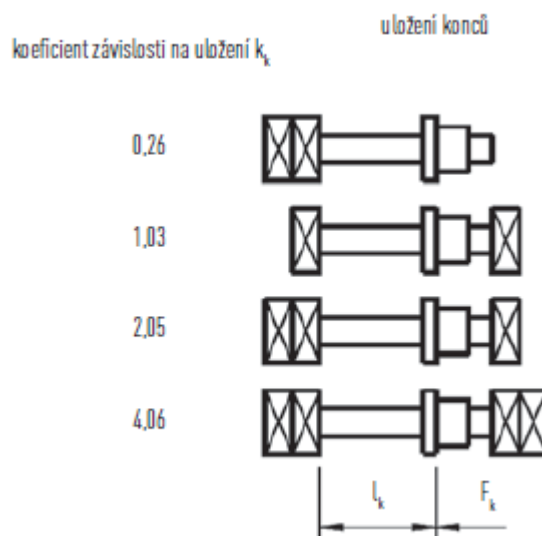 uložení konců
koeficient závislosti na uložení kₖ
0,26
1,03
2,05
4,06
lₖ
Fₖ